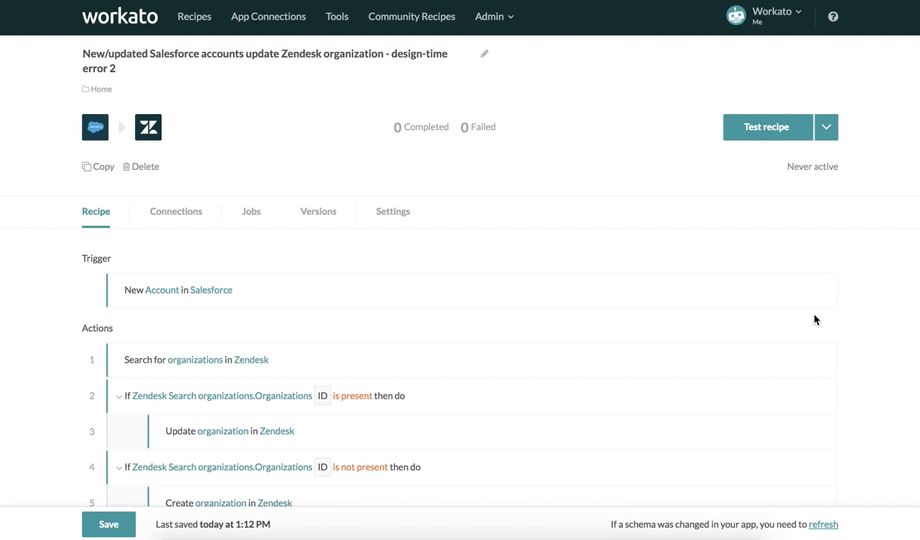 workato Recipes App Connections Tools Community Recipes Admin Workato
Me
New/updated Salesforce accounts update Zendesk organization - design-time
error 2
Home
0 Completed 0 Failed
Test recipe
Copy Delete
Never active
Recipe Connections Jobs Versions Settings
Trigger
New Account in Salesforce
Actions
1 Search for organizations in Zendesk
2 If Zendesk Search organizations.Organizations ID is present then do
3 Update organization in Zendesk
4 If Zendesk Search organizations.Organizations ID is not present then do
5 Create organization in Zendesk
Save Last saved today at 1:12 PM If a schema was changed in your app, you need to refresh